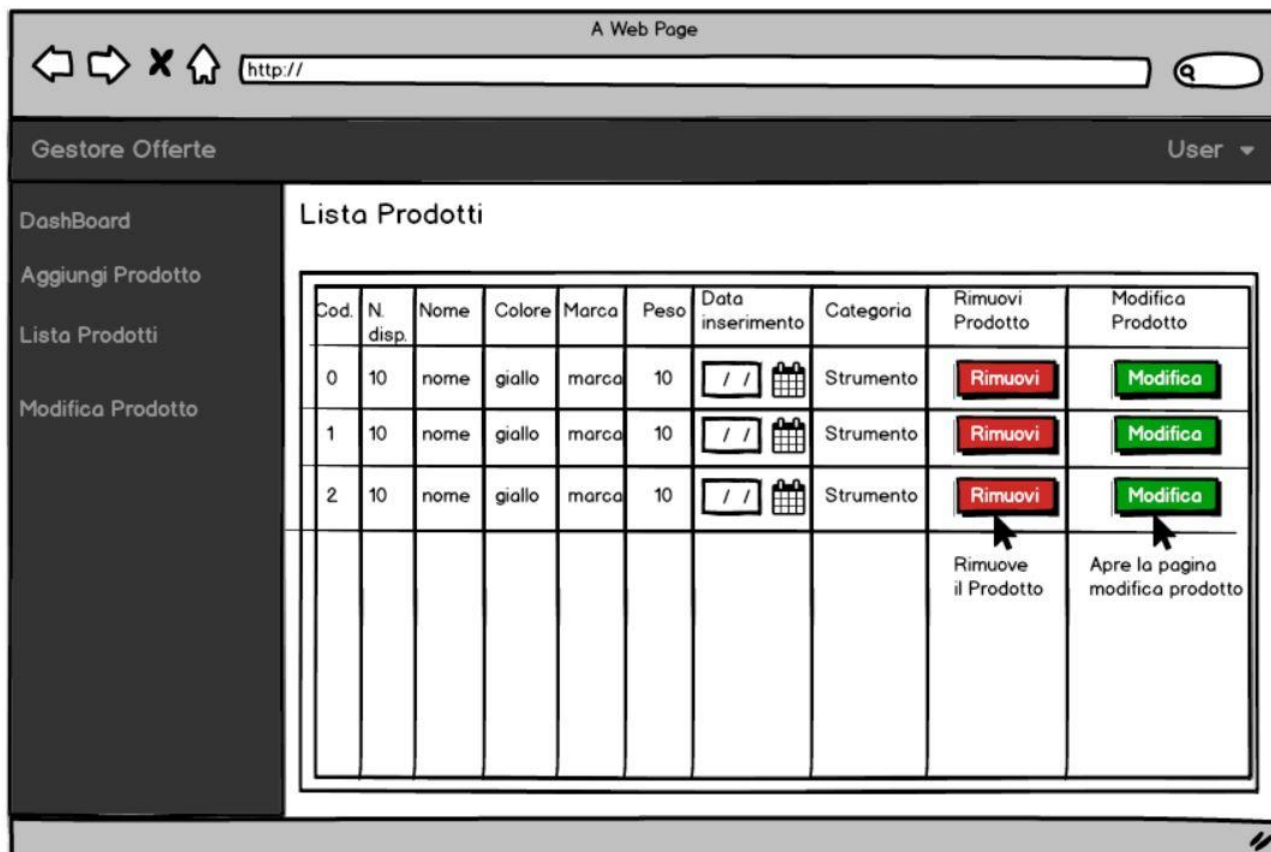 A Web Page
http://
Gestore Offerte
User
DashBoard
Aggiungi Prodotto
Lista Prodotti
Modifica Prodotto
Lista Prodotti
Cod. N. disp. Nome Colore Marca Peso Data inserimento Categoria Rimuovi Prodotto Modifica Prodotto
0 10 nome giallo marca 10 / / Strumento Rimuovi Modifica
1 10 nome giallo marca 10 / / Strumento Rimuovi Modifica
2 10 nome giallo marca 10 / / Strumento Rimuovi Modifica
Rimuove
il Prodotto
Apre la pagina
modifica prodotto